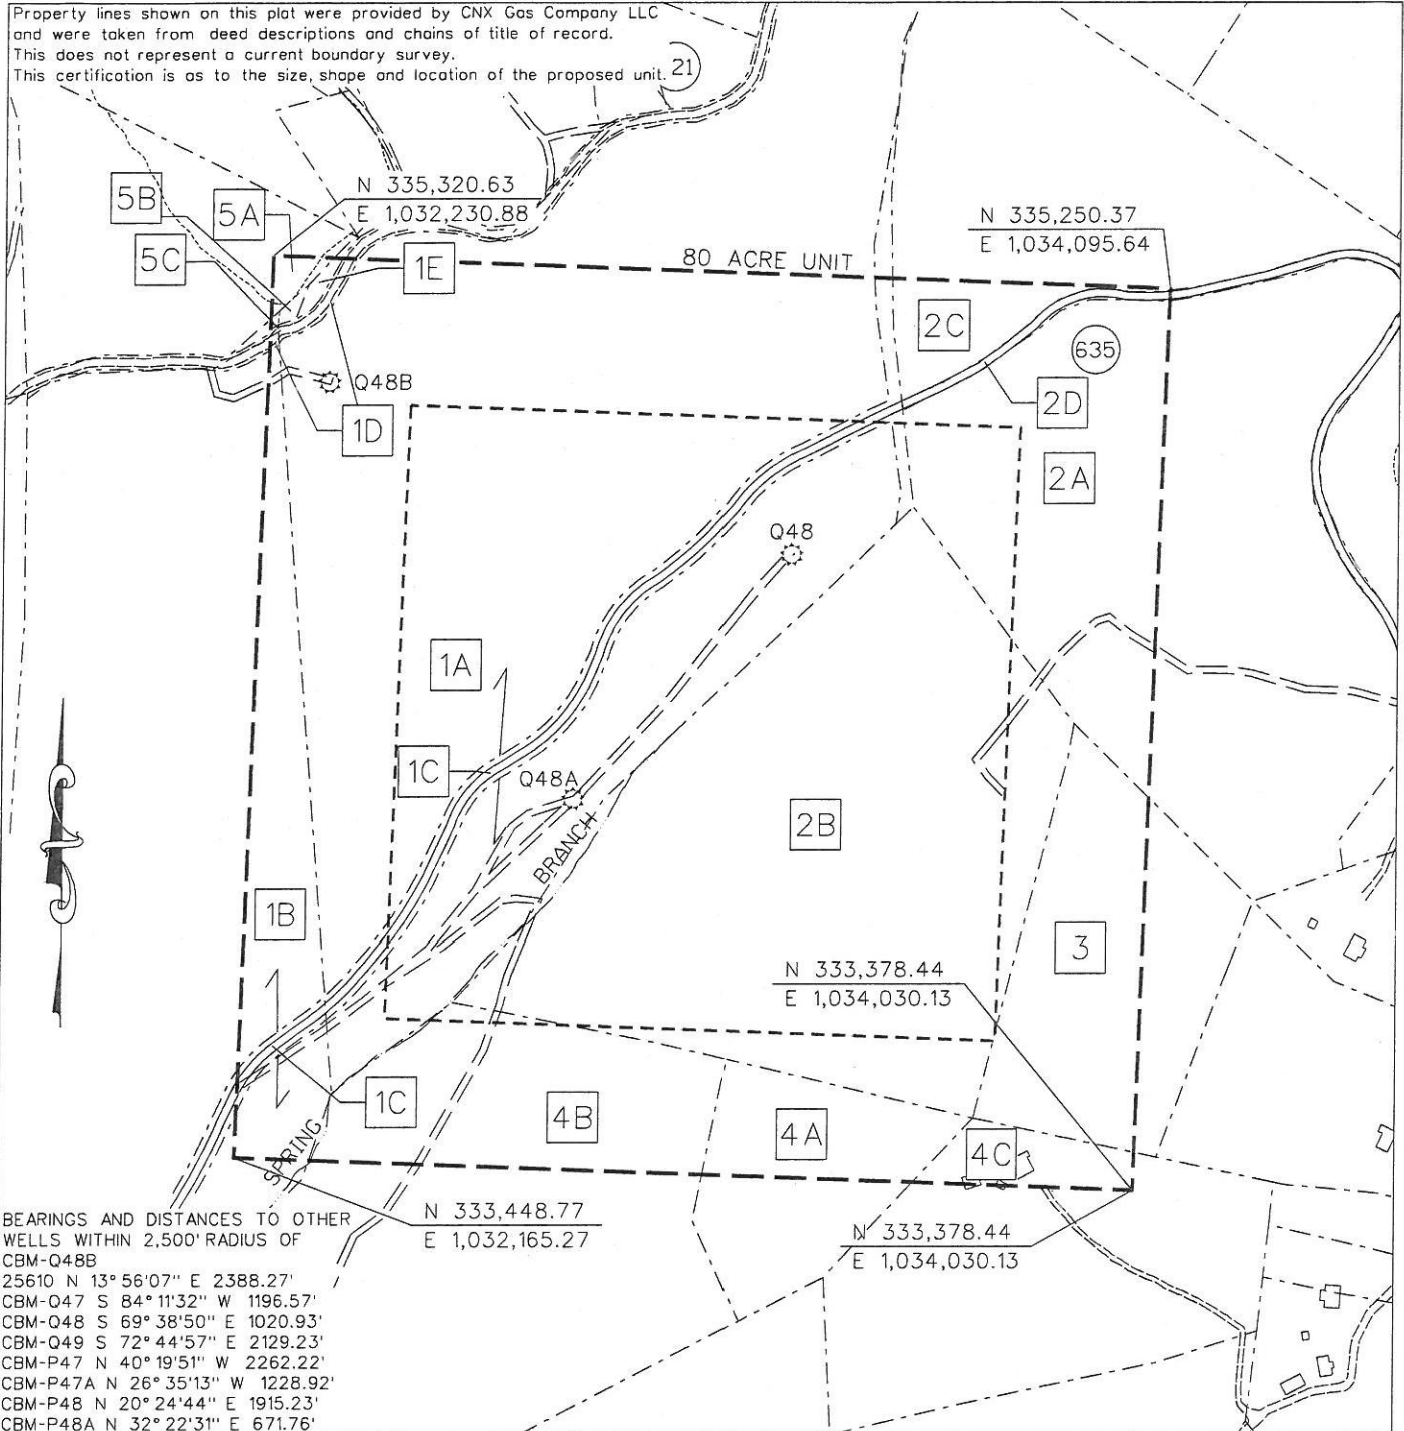 Property lines shown on this plat were provided by CNX Gas Company LLC
and were taken from deed descriptions and chains of title of record.
This does not represent a current boundary survey.
This certification is as to the size, shape and location of the proposed unit.
21
N 335,320.63
E 1,032,230.88
5B
5A
5C
1E
N 335,250.37
E 1,034,095.64
80 ACRE UNIT
2C
635
Q48B
2D
1D
2A
Q48
1A
1C
Q48A
2B
BRANCH
1B
3
N 333,378.44
E 1,034,030.13
1C
4B
4A
4C
SPRING
N 333,448.77
E 1,032,165.27
N 333,378.44
E 1,034,030.13
BEARINGS AND DISTANCES TO OTHER
WELLS WITHIN 2,500' RADIUS OF
CBM-Q48B
25610 N 13°56'07" E 2388.27'
CBM-Q47 S 84°11'32" W 1196.57'
CBM-Q48 S 69°38'50" E 1020.93'
CBM-Q49 S 72°44'57" E 2129.23'
CBM-P47 N 40°19'51" W 2262.22'
CBM-P47A N 26°35'13" W 1228.92'
CBM-P48 N 20°24'44" E 1915.23'
CBM-P48A N 32°22'31" E 671.76'